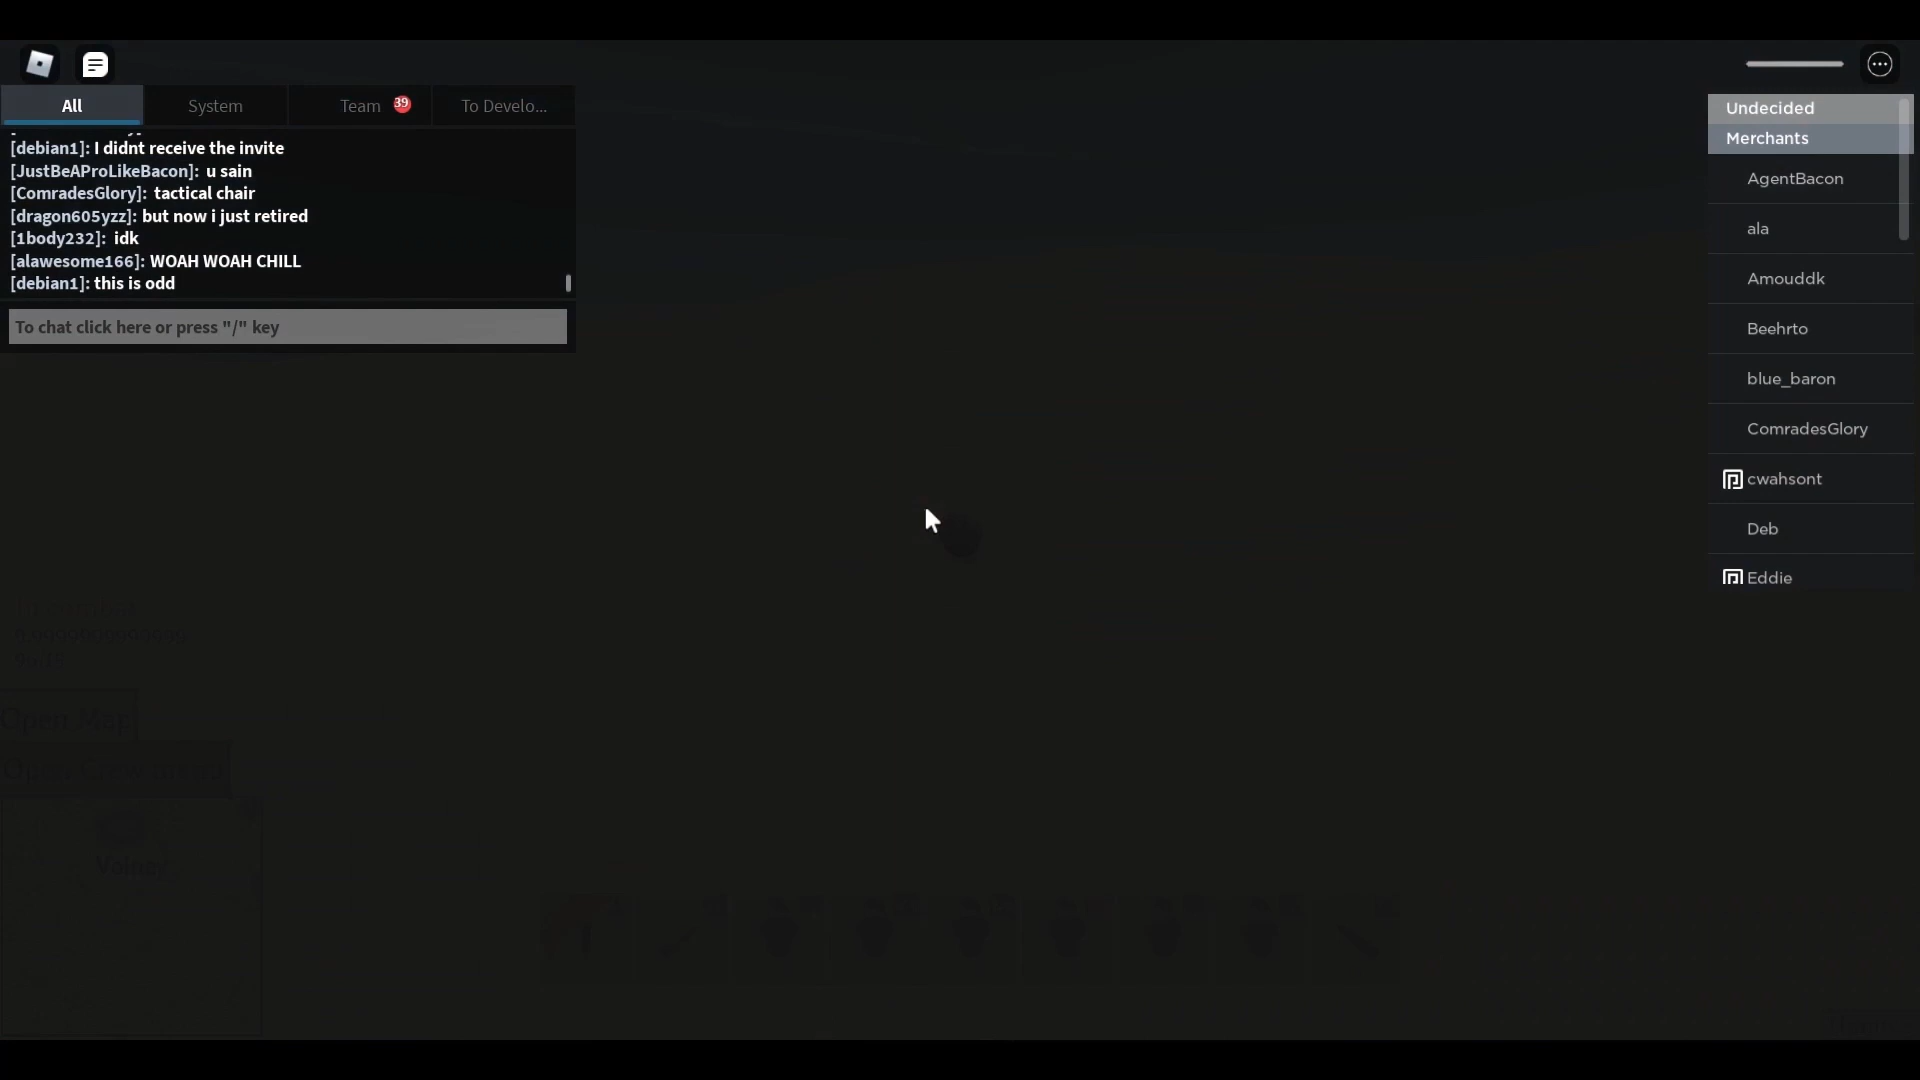 All
System
Team 39
To Develo...
[debian1]: I didnt receive the invite
[JustBeAProLikeBacon]: u sain
[ComradesGlory]: tactical chair
[dragon605yzz]: but now i just retired
[1body232]: idk
[alawesome166]: WOAH WOAH CHILL
[debian1]: this is odd
To chat click here or press "/" key
Undecided
Merchants
AgentBacon
ala
Amouddk
Beehrto
blue_baron
ComradesGlory
cwahsont
Deb
Eddie
Open Map